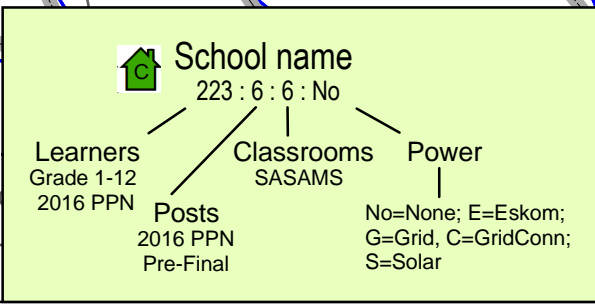 C
School name
223 : 6 : 6 : No
Learners
Grade 1-12
2016 PPN
Posts
2016 PPN
Pre-Final
Classrooms
SASAMS
Power
No=None; E=Eskom;
G=Grid, C=GridConn;
S=Solar